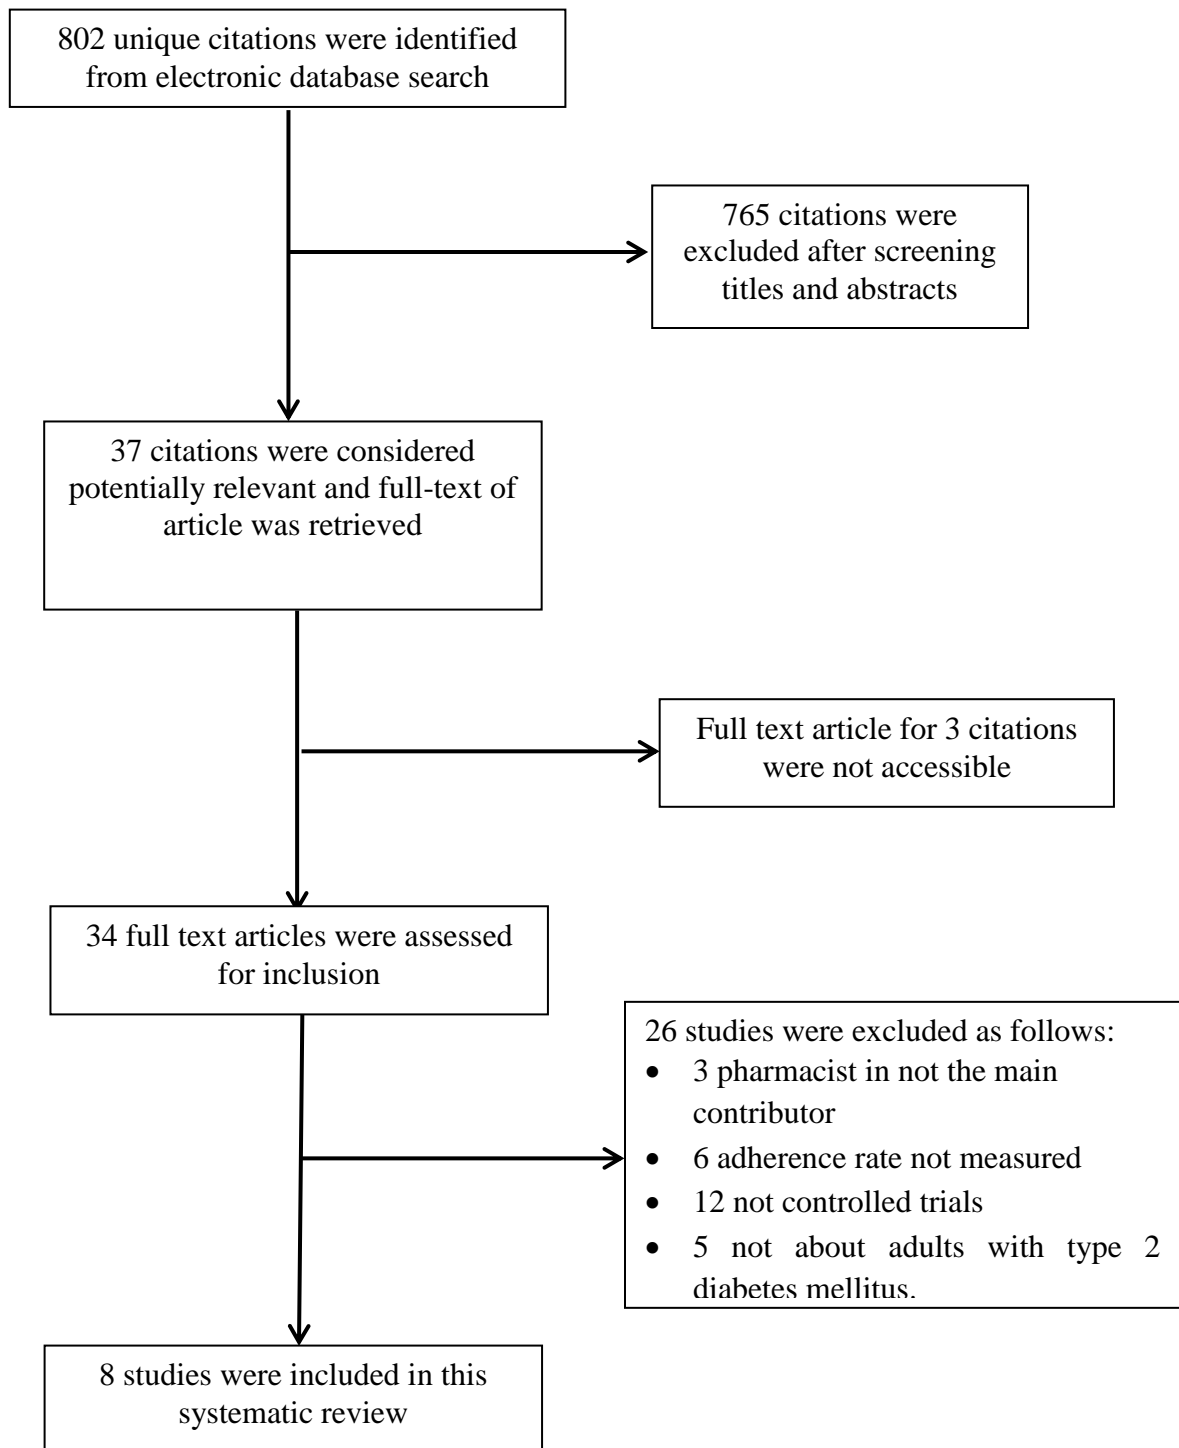 802 unique citations were identified
from electronic database search
765 citations were
excluded after screening
titles and abstracts
37 citations were considered
potentially relevant and full-text of
article was retrieved
Full text article for 3 citations
were not accessible
34 full text articles were assessed
for inclusion
26 studies were excluded as follows:
• 3 pharmacist in not the main
contributor
• 6 adherence rate not measured
• 12 not controlled trials
• 5 not about adults with type 2
diabetes mellitus.
8 studies were included in this
systematic review